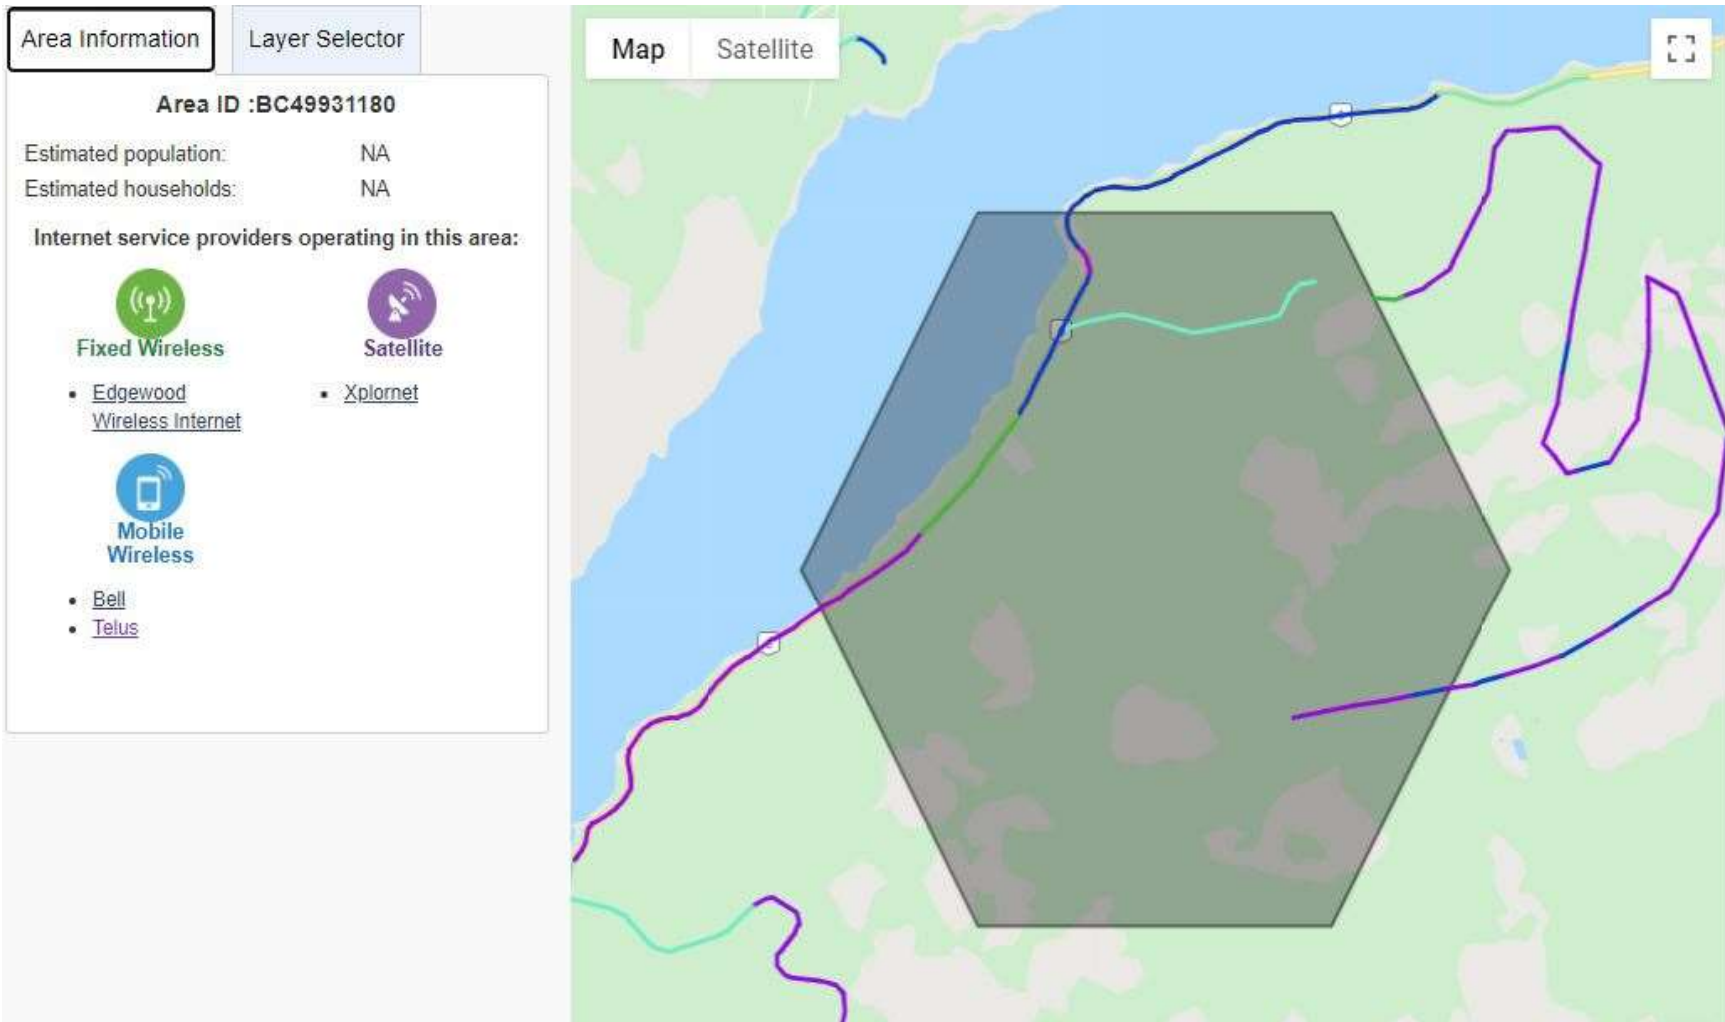 Area Information
Layer Selector
Area ID :BC49931180
Estimated population: NA
Estimated households: NA
Internet service providers operating in this area:
Fixed Wireless
Satellite
Edgewood
Wireless Internet
Xplornet
Mobile
Wireless
Bell
Telus
Map
Satellite